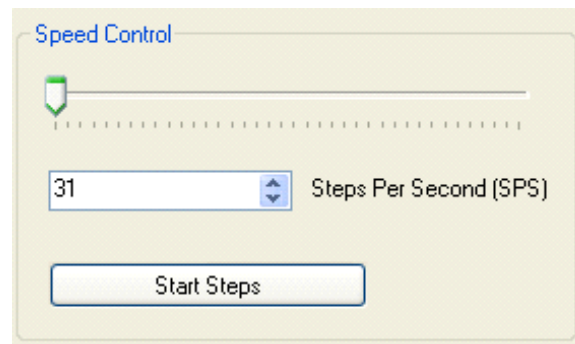 Speed Control
31
Steps Per Second (SPS)
Start Steps